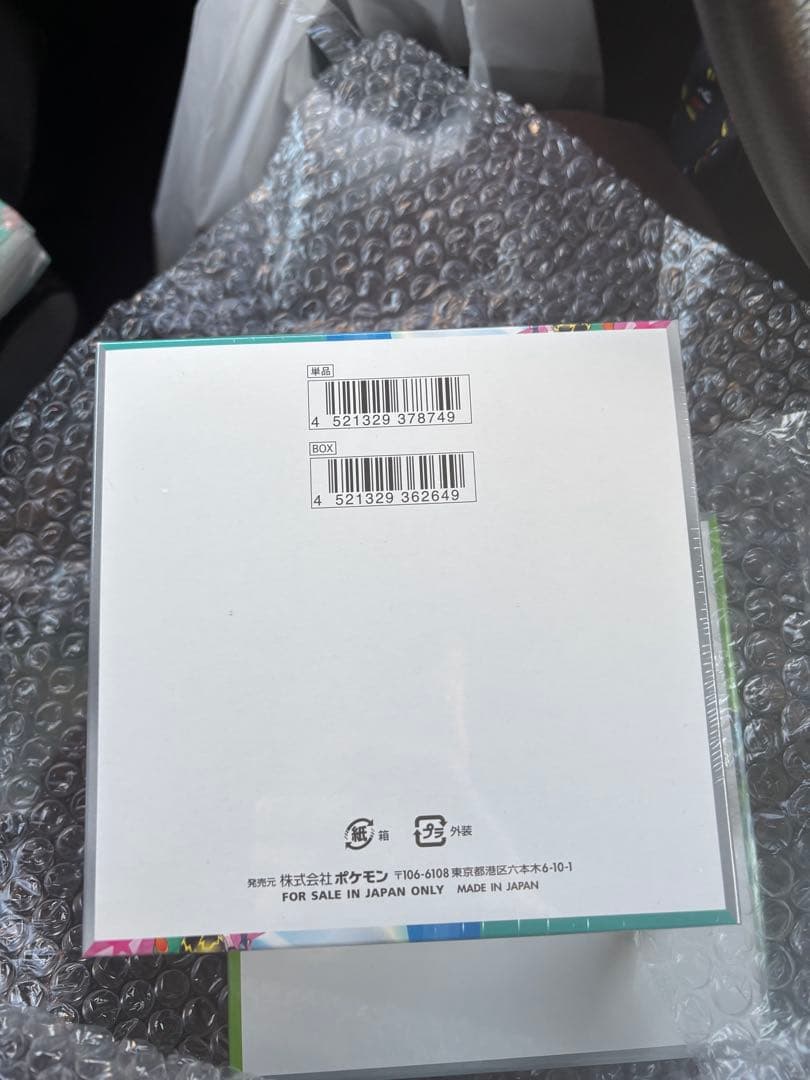 単品
4 521329 378749
BOX
4 521329 362649
紙 箱 プラ 外装
発売元 株式会社 ポケモン 〒106-6108 東京都港区六本木6-10-1
FOR SALE IN JAPAN ONLY MADE IN JAPAN